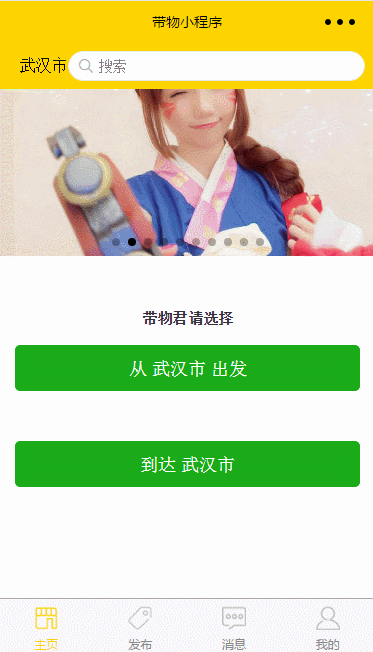 带物小程序
武汉市 搜索
带物君请选择
从 武汉市 出发
到达 武汉市
主页 发布 消息 我的